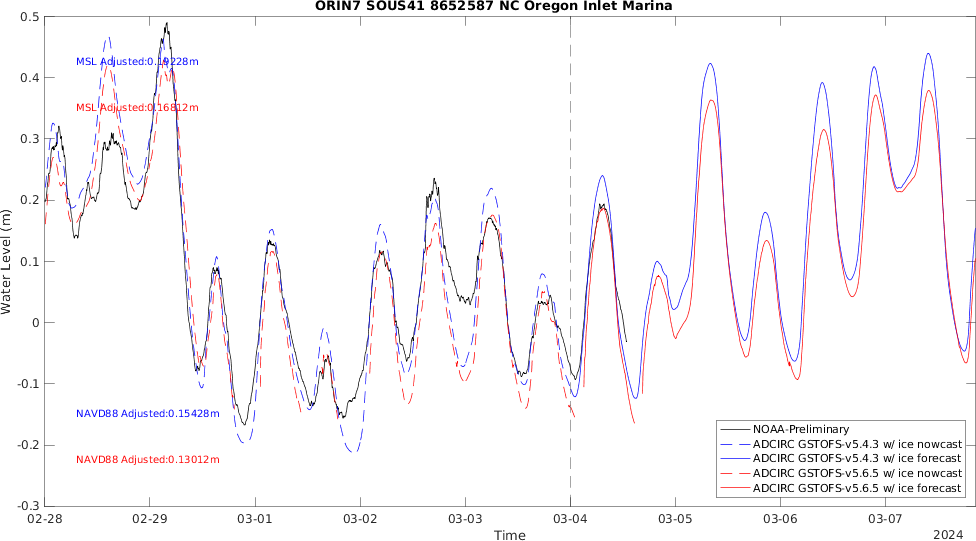 ORIN7 SOUS41 8652587 NC Oregon Inlet Marina
Water Level (m)
0.5
0.4
0.3
0.2
0.1
0
-0.1
-0.2
-0.3
MSL Adjusted:0.19228m
MSL Adjusted:0.16812m
NAVD88 Adjusted:0.15428m
NAVD88 Adjusted:0.13012m
NOAA-Preliminary
ADCIRC GSTOFS-v5.4.3 w/ ice nowcast
ADCIRC GSTOFS-v5.4.3 w/ ice forecast
ADCIRC GSTOFS-v5.6.5 w/ ice nowcast
ADCIRC GSTOFS-v5.6.5 w/ ice forecast
02-28 02-29 03-01 03-02 03-03 03-04 03-05 03-06 03-07
Time
2024